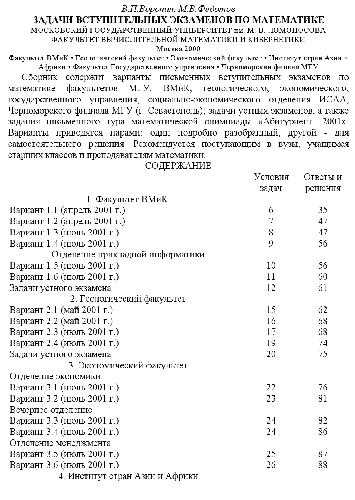 В.П.Воронин, М.В.Федотов
ЗАДАЧИ ВСТУПИТЕЛЬНЫХ ЭКЗАМЕНОВ ПО МАТЕМАТИКЕ
МОСКОВСКИЙ ГОСУДАРСТВЕННЫЙ УНИВЕРСИТЕТ им. М. В. ЛОМОНОСОВА
ФАКУЛЬТЕТ ВЫЧИСЛИТЕЛЬНОЙ МАТЕМАТИКИ И КИБЕРНЕТИКИ
Москва 2000
Факультет ВМиК • Геологический факультет • Экономический факультет • Институт стран Азии и
Африки • Факультет Государственного управления • Черноморский филиал МГУ
Сборник содержит варианты письменных вступительных экзаменов по
математике факультетов МГУ, ВМиК, геологического, экономического,
государственного управления, социально-экономического отделения ИСАА,
Черноморского филиала МГУ (г. Севастополь), задачи устных экзаменов, а также
задания письменного тура математической олимпиады «Абитуриент- 2001».
Варианты приводятся парами: один подробно разобранный, другой - для
самостоятельного решения. Рекомендуется поступающим в вузы, учащимся
старших классов и преподавателям математики.
СОДЕРЖАНИЕ
Условия Ответы и
задач решения
1. Факультет ВМиК
Вариант 1.1 (апрель 2001 г.) 6 35
Вариант 1.2 (апрель 2001 г.) 7 47
Вариант 1.3 (июль 2001 г.) 8 47
Вариант 1.4 (июль 2001 г.) 9 56
Отделение прикладной информатики
Вариант 1.5 (июль 2001 г.) 10 56
Вариант 1.6 (июль 2001 г.) 11 60
Задачи устного экзамена 12 61
2. Геологический факультет
Вариант 2.1 (май 2001 г.) 15 62
Вариант 2.2 (май 2001 г.) 16 68
Вариант 2.3 (июль 2001 г.) 17 68
Вариант 2.4 (июль 2001 г.) 19 74
Задачи устного экзамена 20 75
3. Экономический факультет
Отделение экономики
Вариант 3.1 (июль 2001 г.) 22 76
Вариант 3.2 (июль 2001 г.) 23 81
Вечернее отделение
Вариант 3.3 (июль 2001 г.) 24 82
Вариант 3.4 (июль 2001 г.) 24 86
Отделение менеджмента
Вариант 3.5 (июль 2001 г.) 25 87
Вариант 3.6 (июль 2001 г.) 26 88
4. Институт стран Азии и Африки